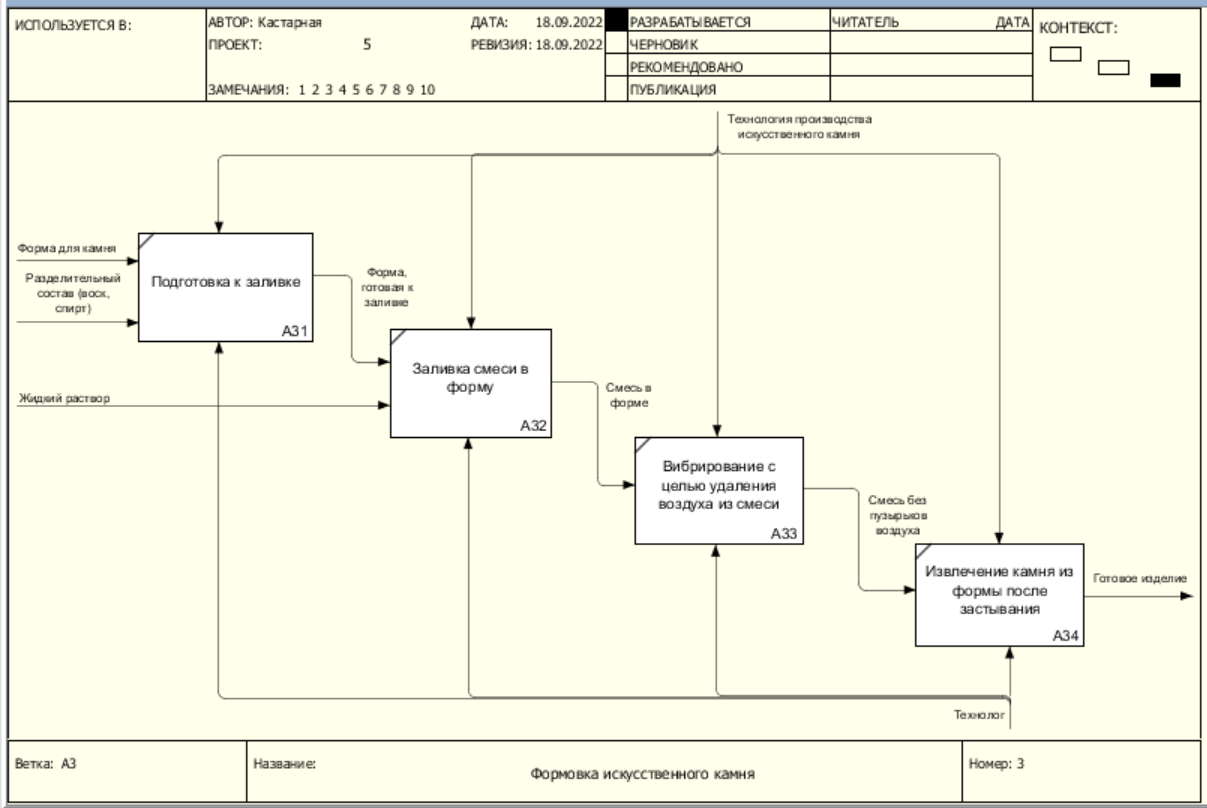 ИСПОЛЬЗУЕТСЯ В:
АВТОР: Кастарная
ДАТА: 18.09.2022
РАЗРАБАТЫВАЕТСЯ
ЧИТАТЕЛЬ
ДАТА
КОНТЕКСТ:
ПРОЕКТ: 5
РЕВИЗИЯ: 18.09.2022
ЧЕРНОВИК
РЕКОМЕНДОВАНО
ЗАМЕЧАНИЯ: 1 2 3 4 5 6 7 8 9 10
ПУБЛИКАЦИЯ
Технология производства
искусственного камня
Форма для камня
Разделительный
состав (воск,
спирт)
Подготовка к заливке
A31
Форма,
готовая к
заливке
Жидкий раствор
Заливка смеси в
форму
A32
Смесь в
форме
Вибрирование с
целью удаления
воздуха из смеси
A33
Смесь без
пузырьков
воздуха
Извлечение камня из
формы после
застывания
A34
Готовое изделие
Технолог
Ветка: A3
Название:
Формовка искусственного камня
Номер: 3